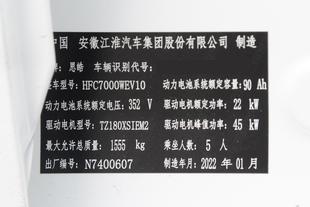 中国 安徽江淮汽车集团股份有限公司 制造
牌：思皓 车辆识别代号：
整车型号：HFC7000WEV10 动力电池系统额定容量：90 Ah
动力电池系统额定电压：352 V 驱动电机额定功率：22 kW
驱动电机型号：TZ180XSIEM2 驱动电机峰值功率：45 kW
最大允许总质量：1555 kg 乘坐人数：5 人
出厂编号：N7400607 制造年月：2022 年 01 月